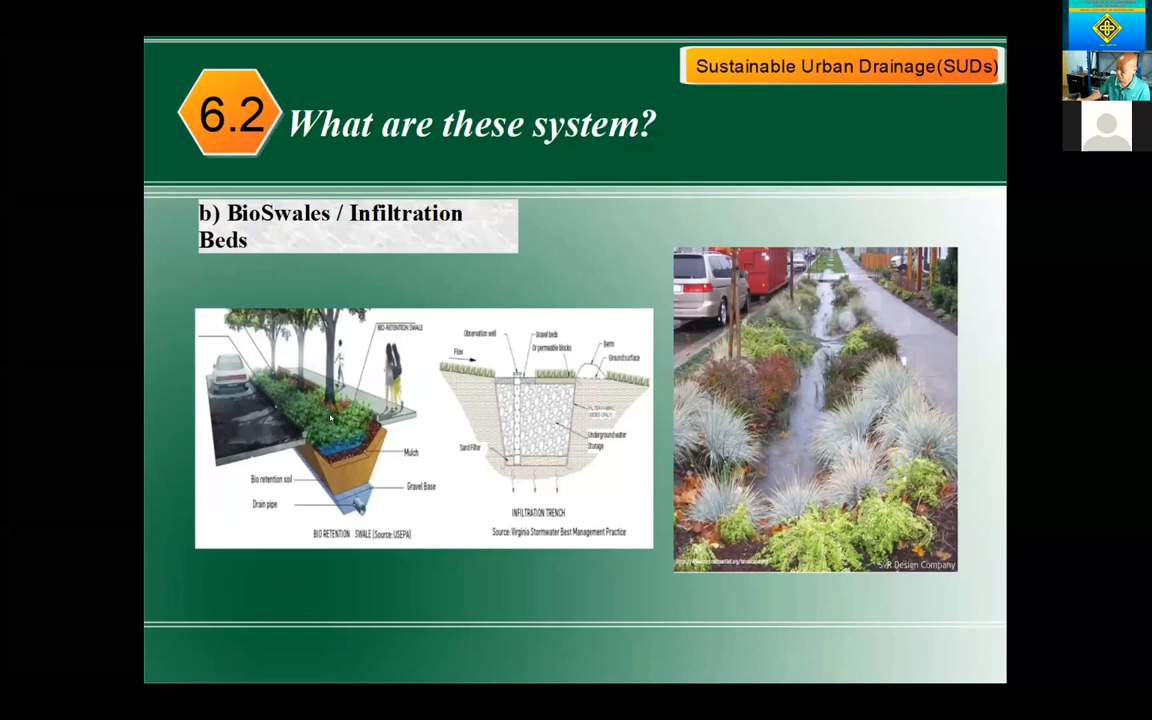 Sustainable Urban Drainage(SUDs)
6.2
What are these system?
b) BioSwales / Infiltration
Beds
BIO-RETENTION SWALE
Mulch
Bio retention soil
Gravel Base
Drain pipe
BIO RETENTION SWALE (Source: USEPA)
Observation well
Gravel beds
Or permeable blocks
Berm
Flow
Ground surface
Underground water
Storage
Sand Filter
INFILTRATION TRENCH
Source: Virginia Stormwater Best Management Practice
SvR Design Company